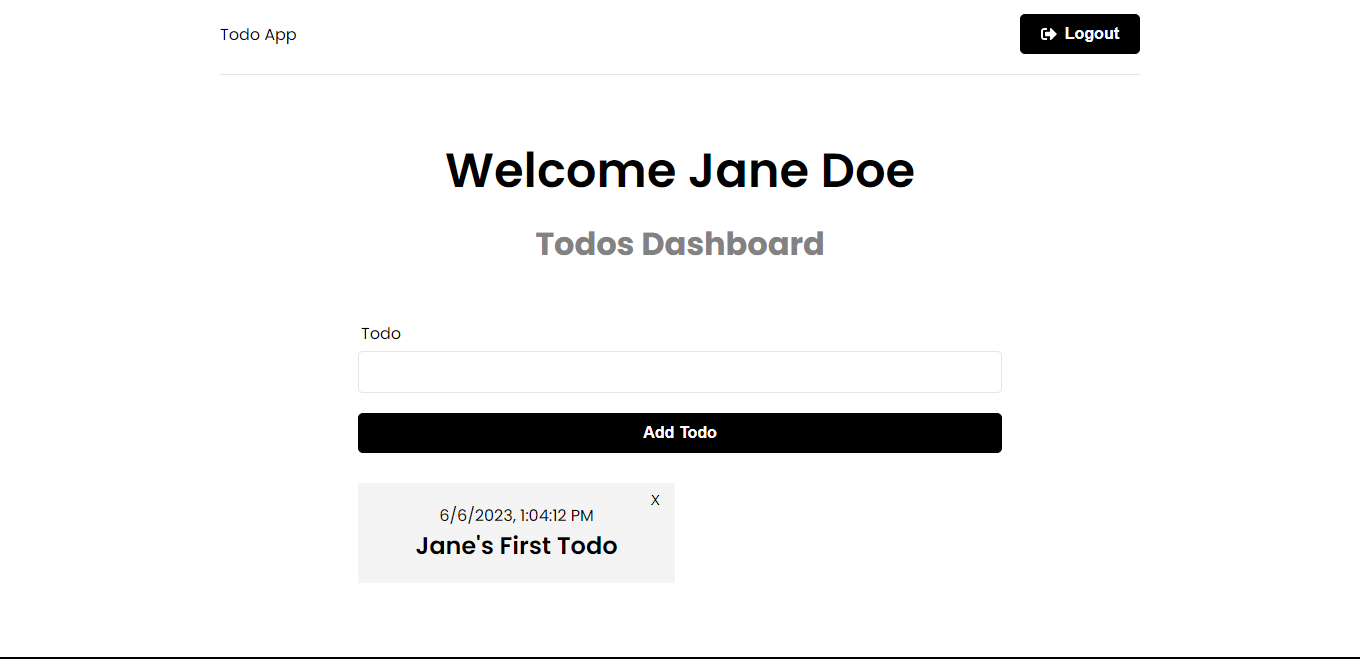 Todo App
Logout
Welcome Jane Doe
Todos Dashboard
Todo
Add Todo
X
6/6/2023, 1:04:12 PM
Jane's First Todo